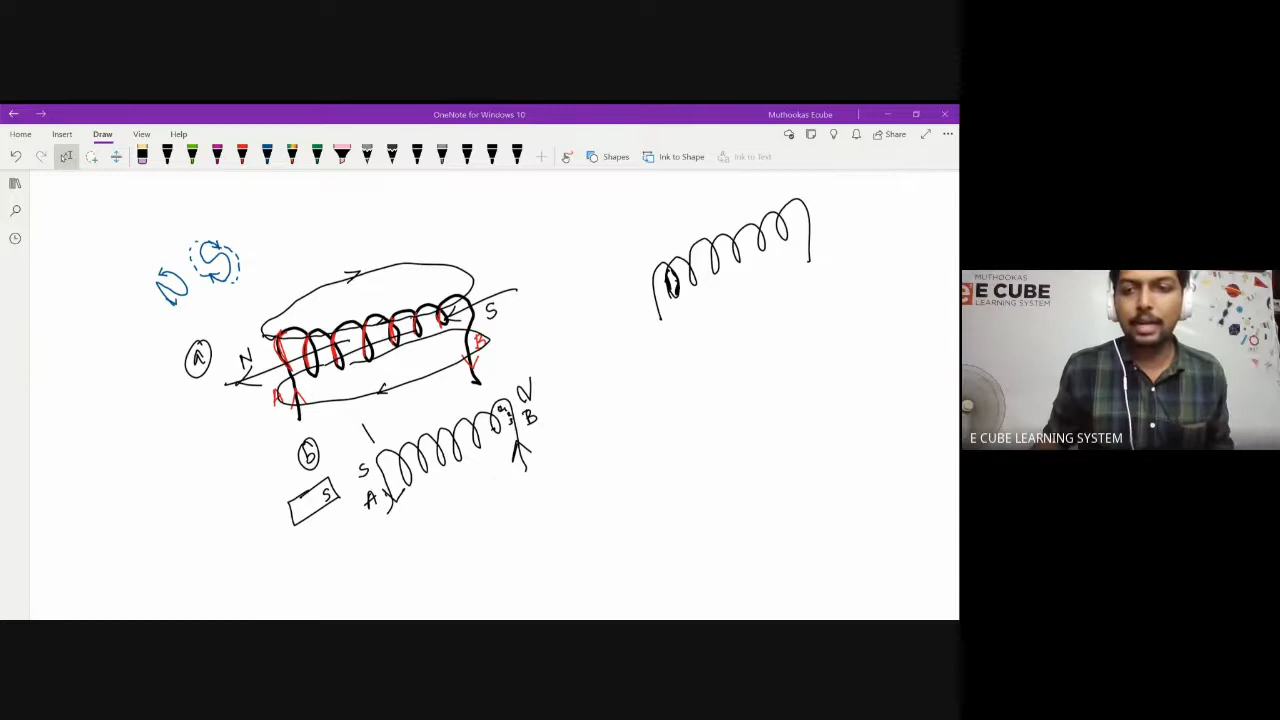 OneNote for Windows 10
Muthookas Ecube
Home Insert Draw View Help
Share
Shapes
Ink to Shape
Ink to Text
N S
S
N
a
B
A
b
N
B
S
A
S
MUTHOOKAS
E CUBE
LEARNING SYSTEM
E CUBE LEARNING SYSTEM